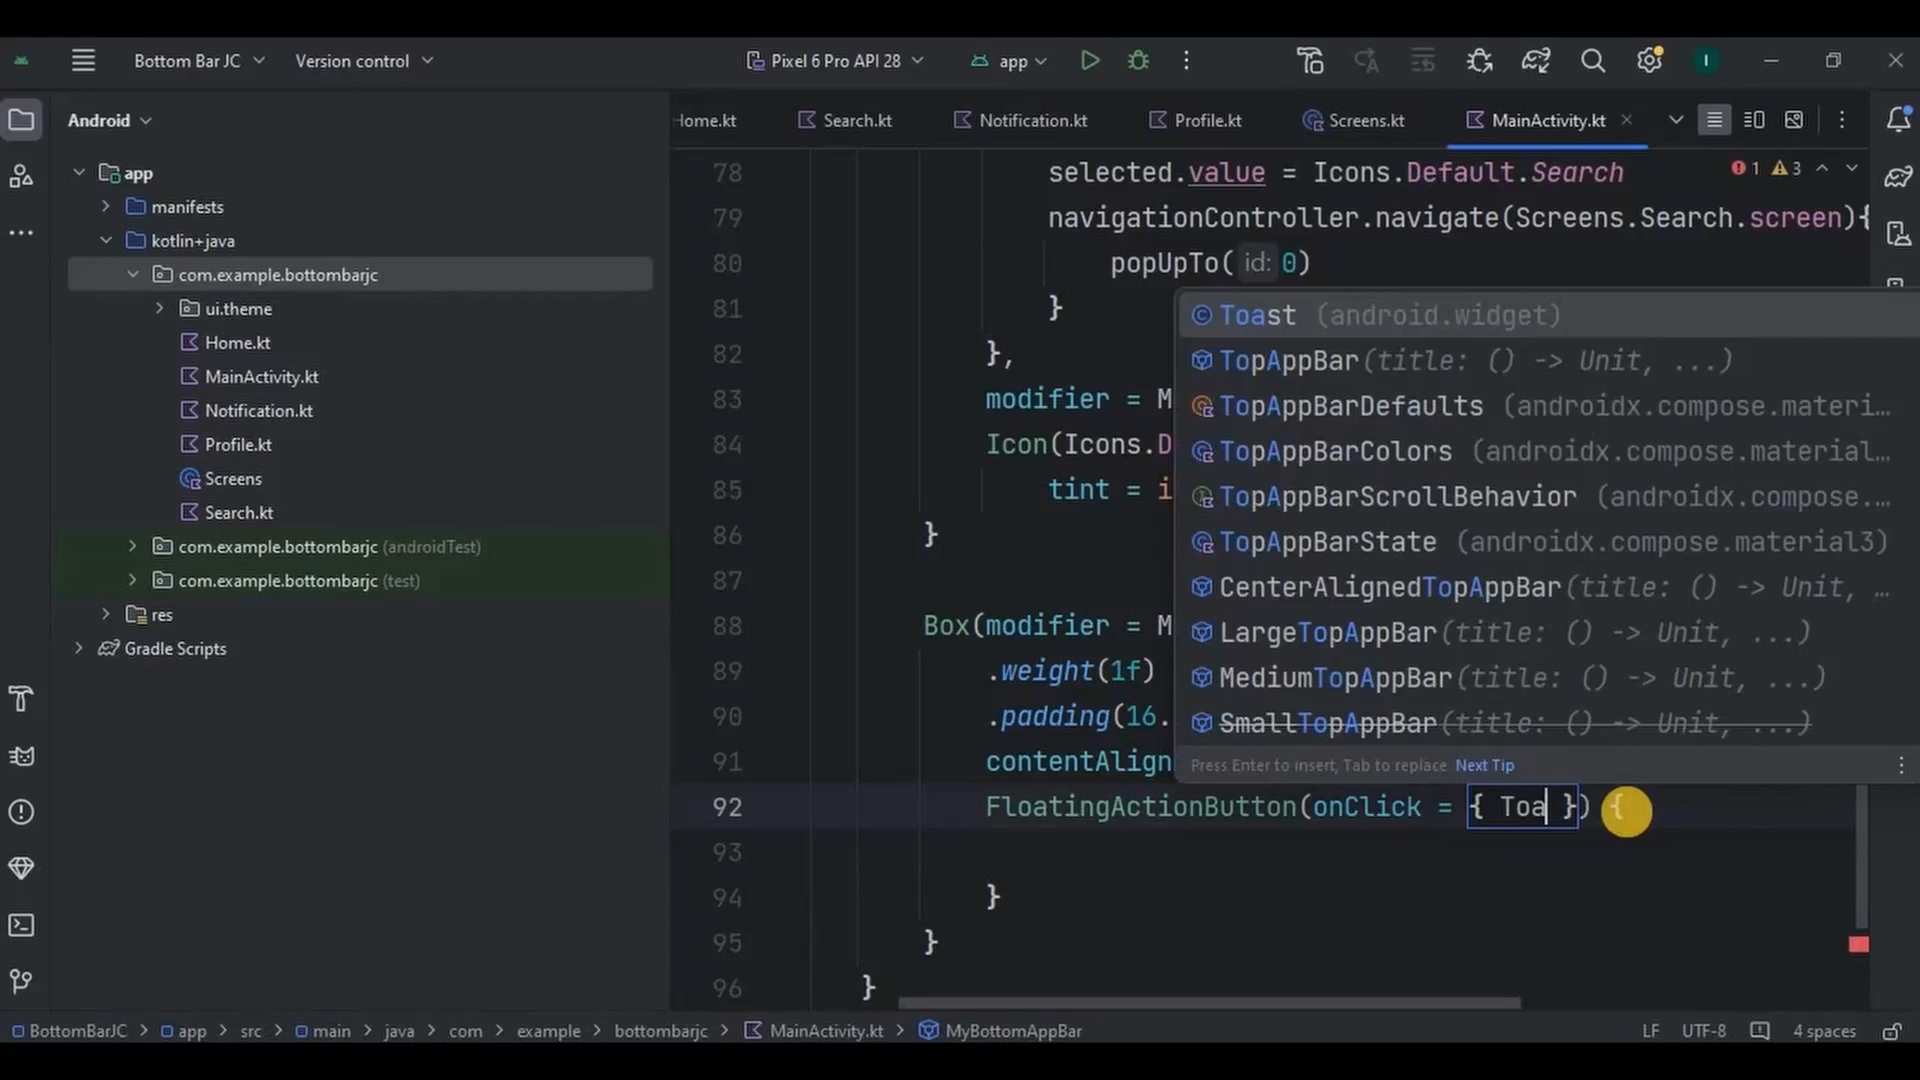 Bottom Bar JC
Version control
Pixel 6 Pro API 28
app
I
Android
Home.kt
Search.kt
Notification.kt
Profile.kt
Screens.kt
MainActivity.kt
app
manifests
kotlin+java
com.example.bottombarjc
ui.theme
Home.kt
MainActivity.kt
Notification.kt
Profile.kt
Screens
Search.kt
com.example.bottombarjc (androidTest)
com.example.bottombarjc (test)
res
Gradle Scripts
1 3
78 selected.value = Icons.Default.Search
79 navigationController.navigate(Screens.Search.screen){
80 popUpTo( id: 0)
81 }
82 },
83 modifier = M
84 Icon(Icons.D
85 tint = i
86 }
87
88 Box(modifier = M
89 .weight(1f)
90 .padding(16.
91 contentAlign
92 FloatingActionButton(onClick = { Toa }) {
93
94 }
95 }
96 }
Toast (android.widget)
TopAppBar(title: () -> Unit, ...)
TopAppBarDefaults (androidx.compose.materi…
TopAppBarColors (androidx.compose.material…
TopAppBarScrollBehavior (androidx.compose.…
TopAppBarState (androidx.compose.material3)
CenterAlignedTopAppBar(title: () -> Unit, …
LargeTopAppBar(title: () -> Unit, ...)
MediumTopAppBar(title: () -> Unit, ...)
SmallTopAppBar(title: () -> Unit, ...)
Press Enter to insert, Tab to replace Next Tip
BottomBarJC > app > src > main > java > com > example > bottombarjc > MainActivity.kt > MyBottomAppBar
LF UTF-8 4 spaces